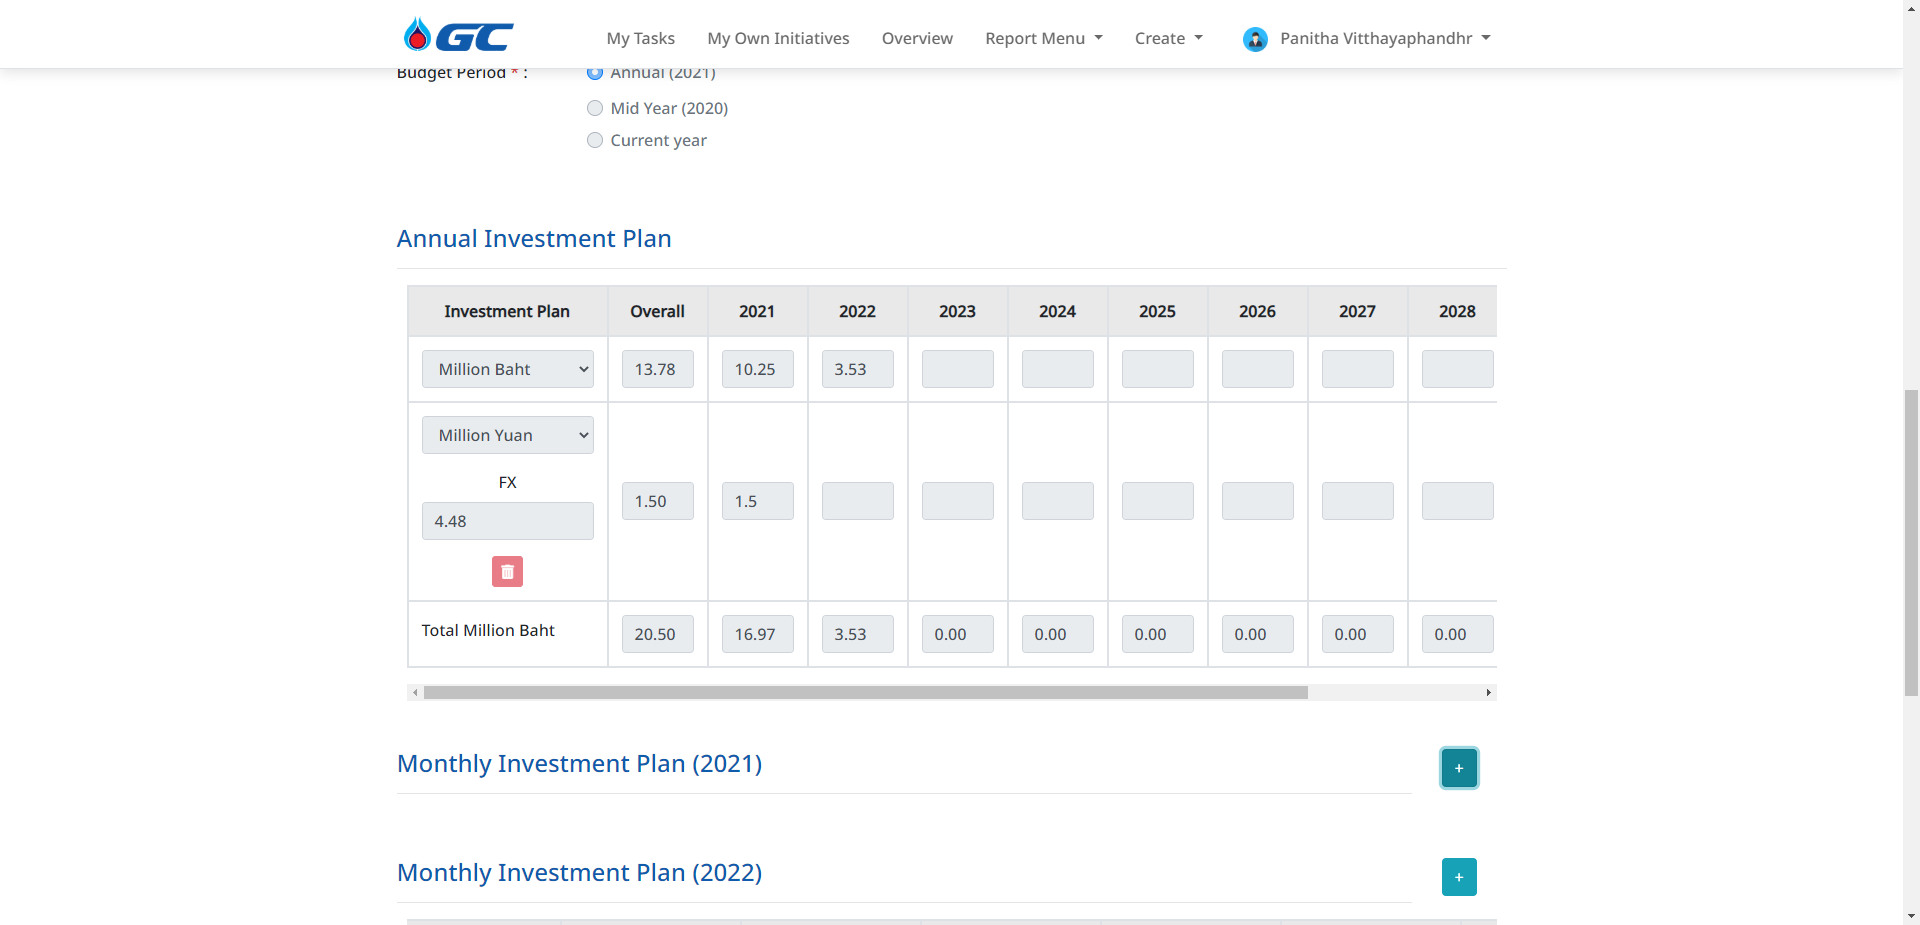 GC My Tasks My Own Initiatives Overview Report Menu Create Panitha Vitthayaphandhr
Budget Period * : Annual (2021)
Mid Year (2020)
Current year
Annual Investment Plan
Investment Plan Overall 2021 2022 2023 2024 2025 2026 2027 2028
Million Baht 13.78 10.25 3.53
Million Yuan
FX
1.50 1.5
4.48
Total Million Baht 20.50 16.97 3.53 0.00 0.00 0.00 0.00 0.00 0.00
Monthly Investment Plan (2021) +
Monthly Investment Plan (2022) +